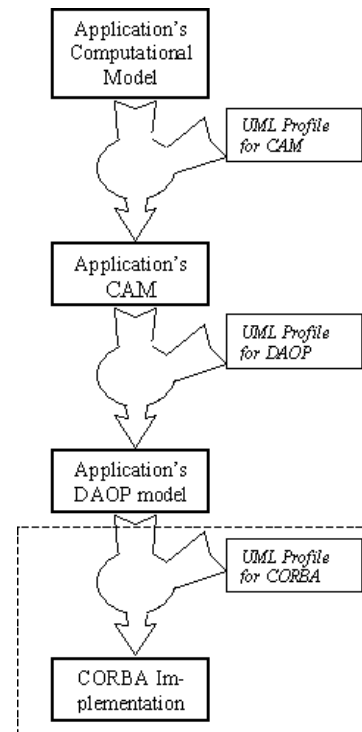 Application's
Computational
Model
UML Profile
for CAM
Application's
CAM
UML Profile
for DAOP
Application's
DAOP model
UML Profile
for CORBA
CORBA Im-
plementation